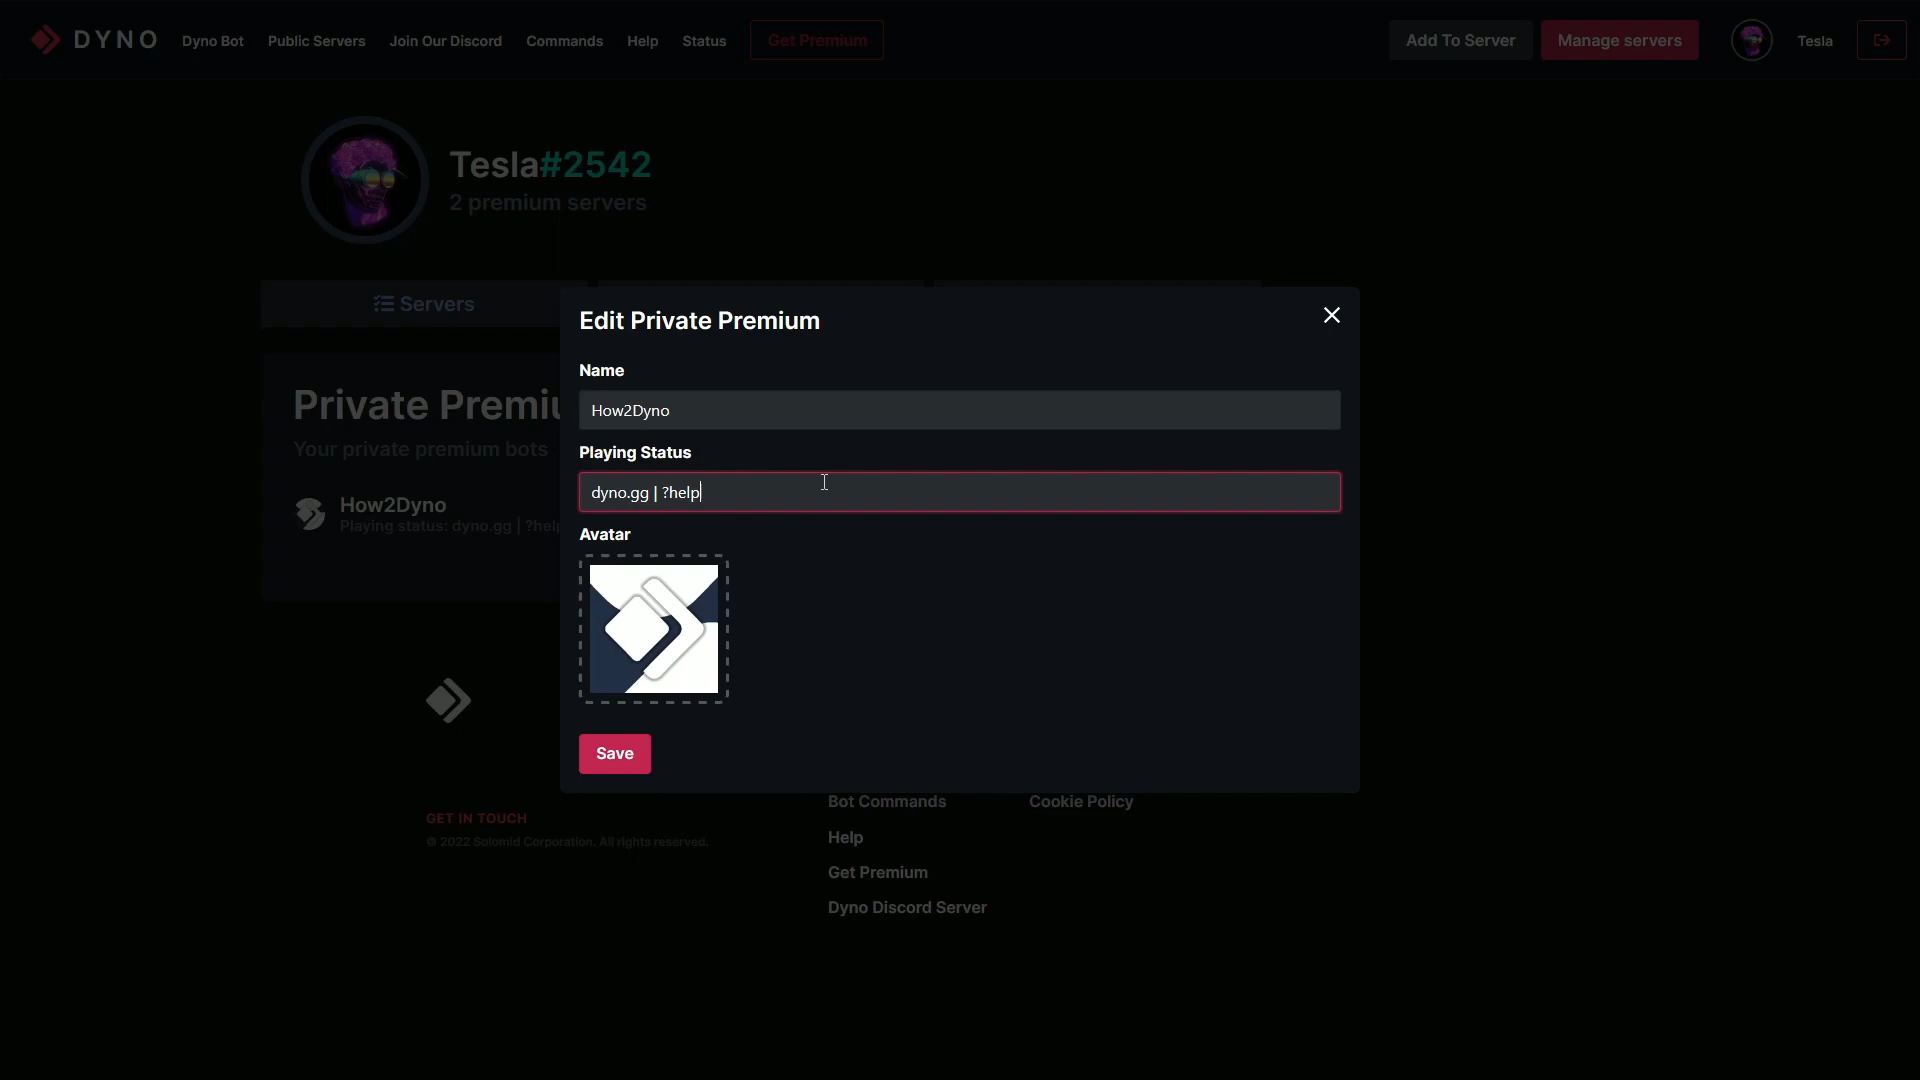 DYNO
Dyno Bot
Public Servers
Join Our Discord
Commands
Help
Status
Get Premium
Add To Server
Manage servers
Tesla
Tesla#2542
2 premium servers
Servers
Edit Private Premium
Name
How2Dyno
Playing Status
dyno.gg | ?help
Avatar
Save
Private Premiu
Your private premium bots
How2Dyno
Playing status: dyno.gg | ?help
GET IN TOUCH
© 2022 Solomid Corporation. All rights reserved.
Bot Commands
Cookie Policy
Help
Get Premium
Dyno Discord Server